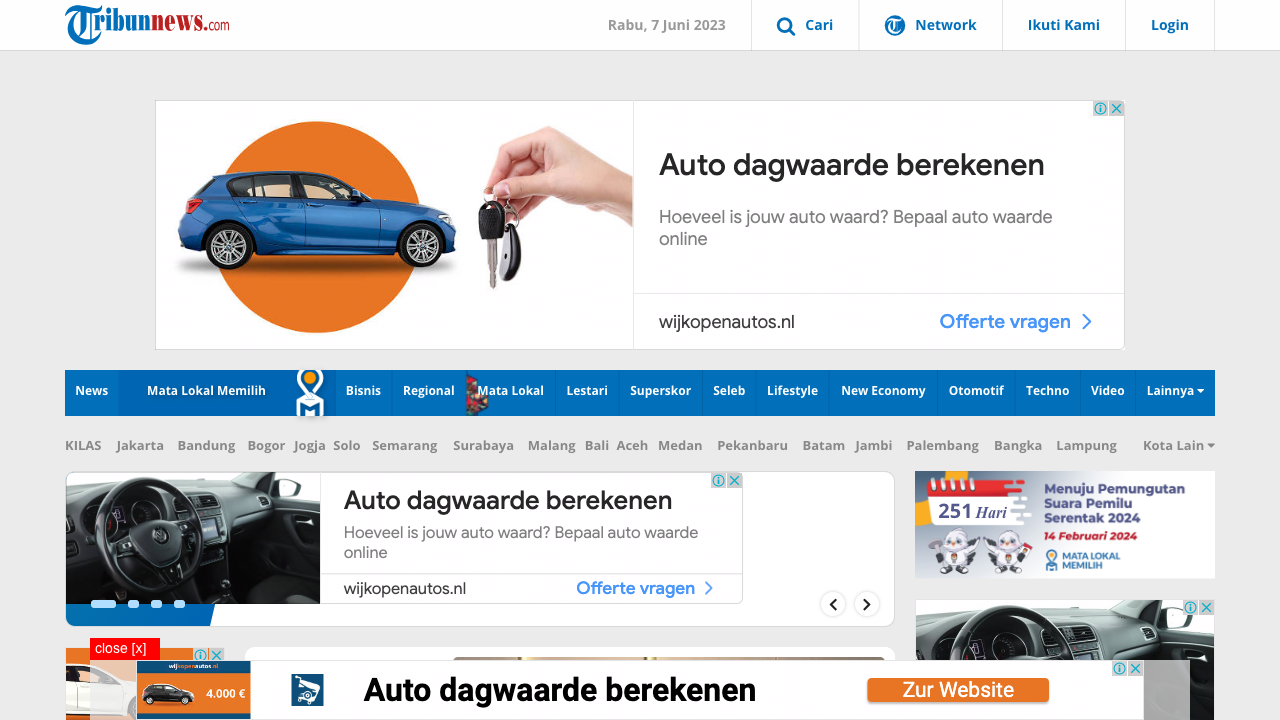 Tribunnews.com
Rabu, 7 Juni 2023
Cari
Network
Ikuti Kami
Login
Auto dagwaarde berekenen
Hoeveel is jouw auto waard? Bepaal auto waarde
online
wijkopenautos.nl
Offerte vragen
News
Mata Lokal Memilih
Bisnis
Regional
Mata Lokal
Lestari
Superskor
Seleb
Lifestyle
New Economy
Otomotif
Techno
Video
Lainnya
KILAS
Jakarta
Bandung
Bogor
Jogja
Solo
Semarang
Surabaya
Malang
Bali
Aceh
Medan
Pekanbaru
Batam
Jambi
Palembang
Bangka
Lampung
Kota Lain
Auto dagwaarde berekenen
Hoeveel is jouw auto waard? Bepaal auto waarde
online
wijkopenautos.nl
Offerte vragen
251 Hari
Menuju Pemungutan
Suara Pemilu
Serentak 2024
14 Februari 2024
MATA LOKAL
MEMILIH
close [x]
wijkopenautos.nl
4.000 €
Auto dagwaarde berekenen
Zur Website